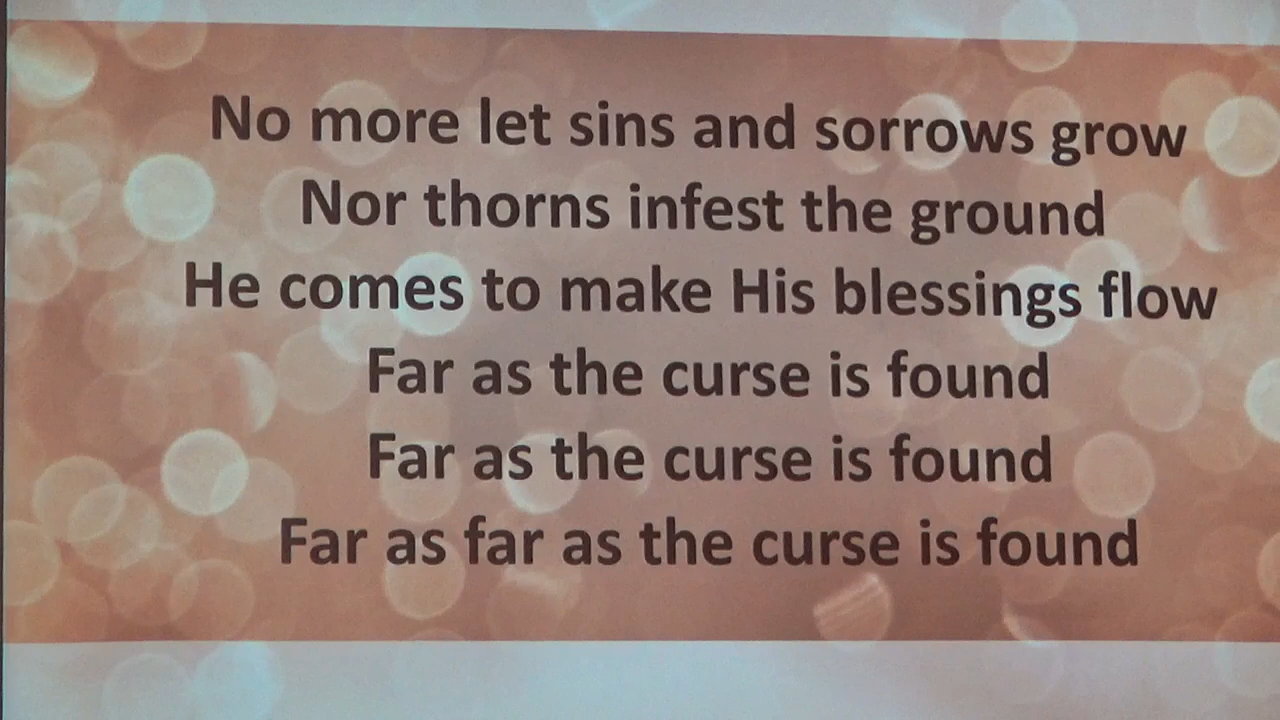 No more let sins and sorrows grow
Nor thorns infest the ground
He comes to make His blessings flow
Far as the curse is found
Far as the curse is found
Far as far as the curse is found